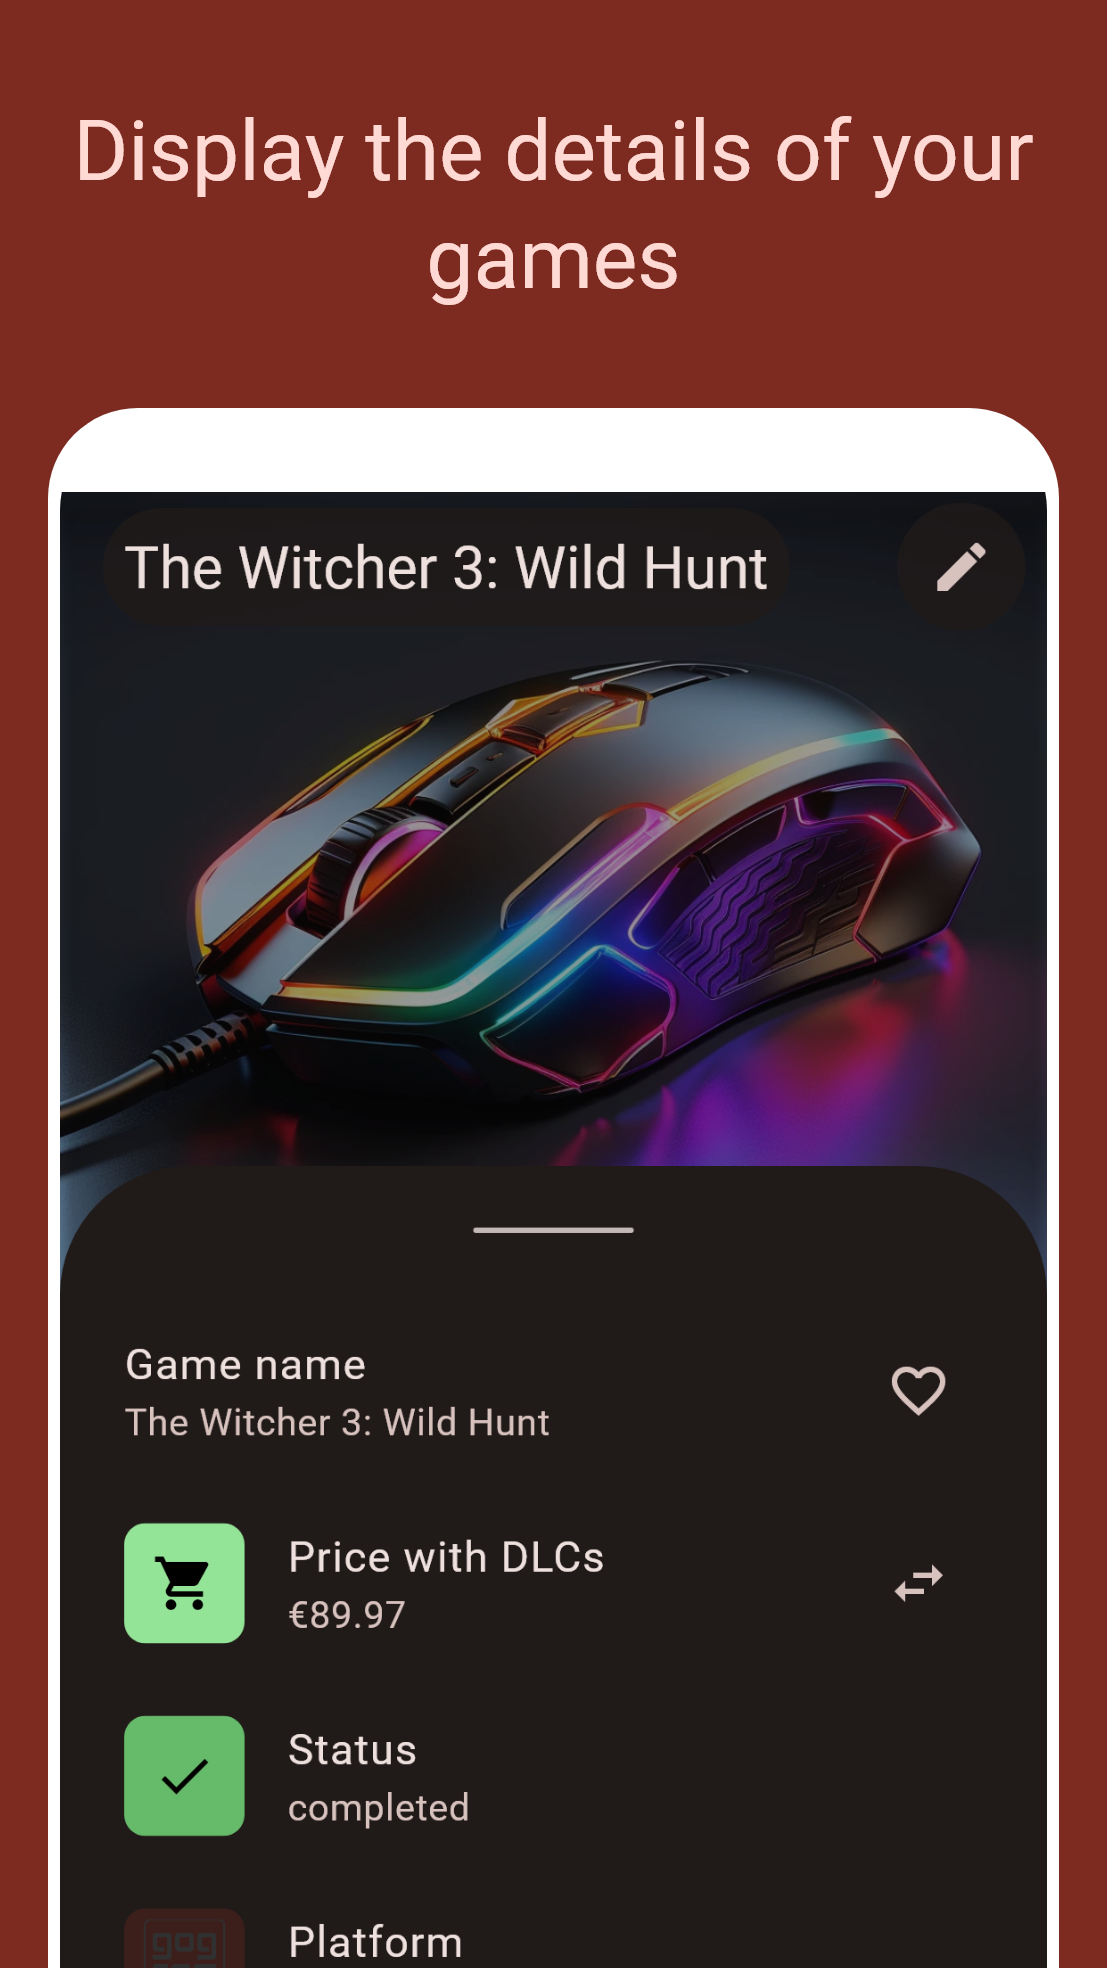 Display the details of your
games
The Witcher 3: Wild Hunt
Game name
The Witcher 3: Wild Hunt
Price with DLCs
€89.97
Status
completed
Platform
gog